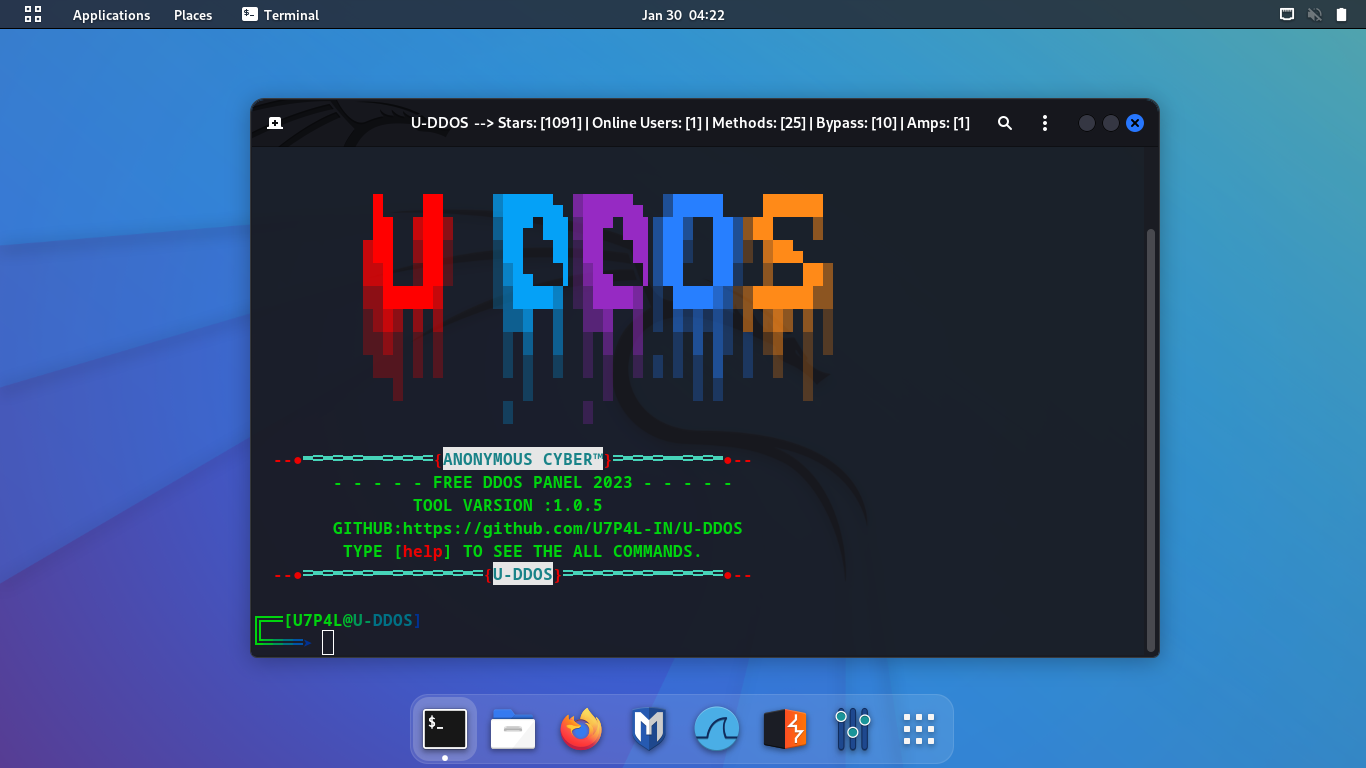 Applications Places Terminal Jan 30 04:22
U-DDOS --> Stars: [1091] | Online Users: [1] | Methods: [25] | Bypass: [10] | Amps: [1]
U DDOS
{ANONYMOUS CYBER™}
- - - - - FREE DDOS PANEL 2023 - - - - -
TOOL VARSION :1.0.5
GITHUB:https://github.com/U7P4L-IN/U-DDOS
TYPE [help] TO SEE THE ALL COMMANDS.
{U-DDOS}
[U7P4L@U-DDOS]
$_